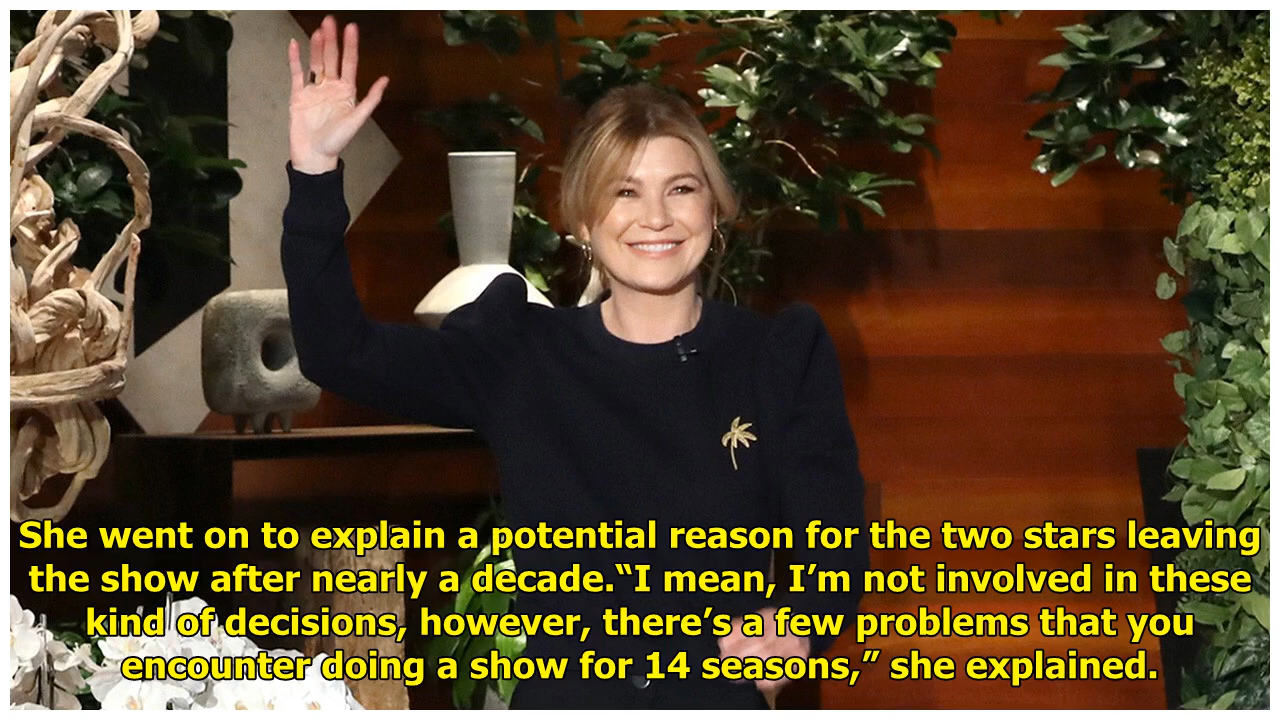 She went on to explain a potential reason for the two stars leaving
the show after nearly a decade.“I mean, I’m not involved in these
kind of decisions, however, there’s a few problems that you
encounter doing a show for 14 seasons,” she explained.